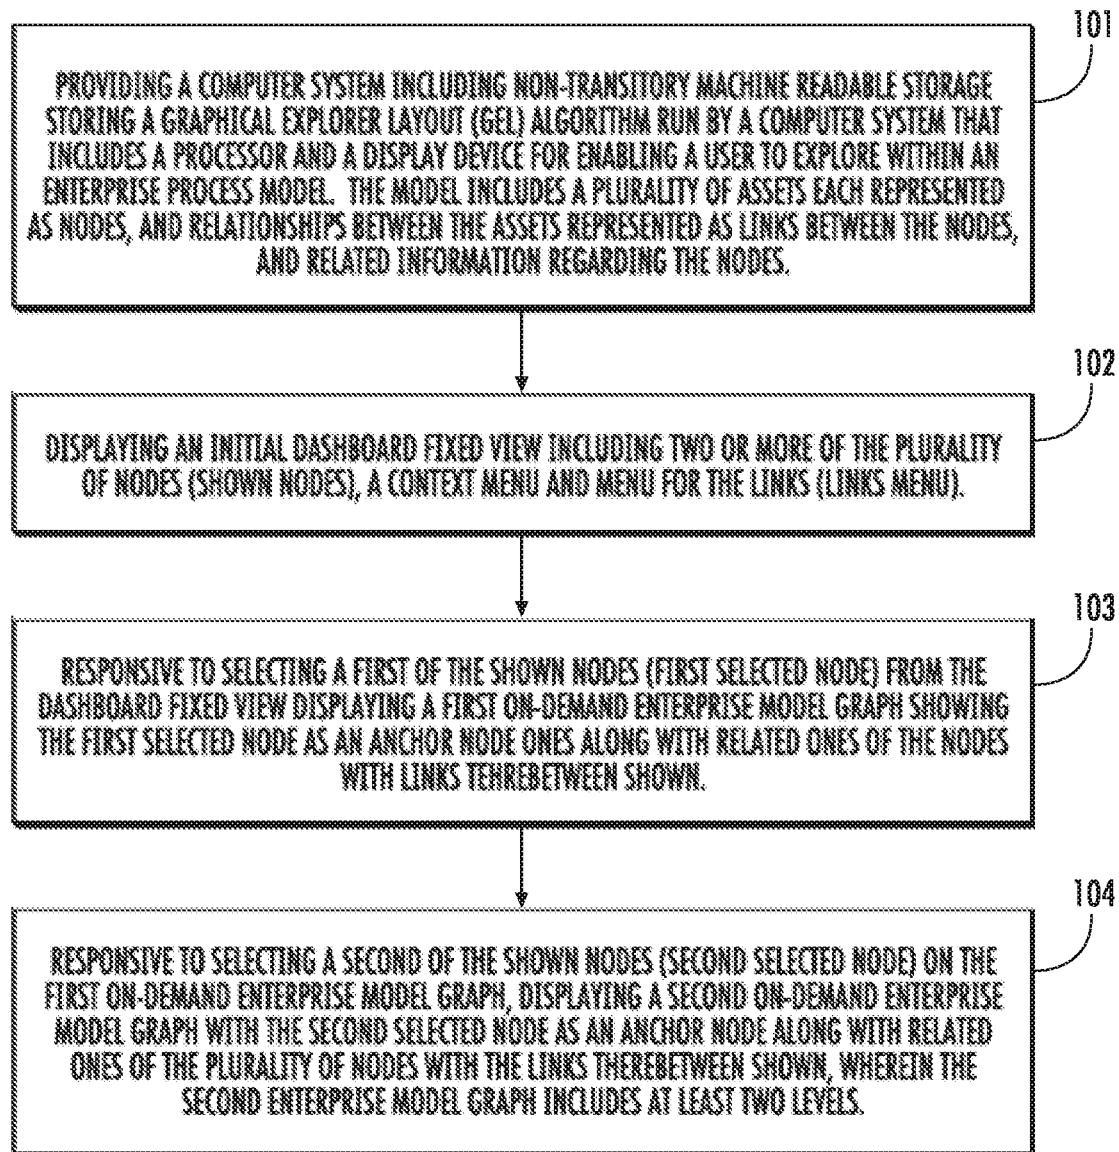 101
PROVIDING A COMPUTER SYSTEM INCLUDING NON-TRANSITORY MACHINE READABLE STORAGE
STORING A GRAPHICAL EXPLORER LAYOUT (GEL) ALGORITHM RUN BY A COMPUTER SYSTEM THAT
INCLUDES A PROCESSOR AND A DISPLAY DEVICE FOR ENABLING A USER TO EXPLORE WITHIN AN
ENTERPRISE PROCESS MODEL. THE MODEL INCLUDES A PLURALITY OF ASSETS EACH REPRESENTED
AS NODES, AND RELATIONSHIPS BETWEEN THE ASSETS REPRESENTED AS LINKS BETWEEN THE NODES,
AND RELATED INFORMATION REGARDING THE NODES.
102
DISPLAYING AN INITIAL DASHBOARD FIXED VIEW INCLUDING TWO OR MORE OF THE PLURALITY
OF NODES (SHOWN NODES), A CONTEXT MENU AND MENU FOR THE LINKS (LINKS MENU).
103
RESPONSIVE TO SELECTING A FIRST OF THE SHOWN NODES (FIRST SELECTED NODE) FROM THE
DASHBOARD FIXED VIEW DISPLAYING A FIRST ON-DEMAND ENTERPRISE MODEL GRAPH SHOWING
THE FIRST SELECTED NODE AS AN ANCHOR NODE ONES ALONG WITH RELATED ONES OF THE NODES
WITH LINKS TEHREBETWEEN SHOWN.
104
RESPONSIVE TO SELECTING A SECOND OF THE SHOWN NODES (SECOND SELECTED NODE) ON THE
FIRST ON-DEMAND ENTERPRISE MODEL GRAPH, DISPLAYING A SECOND ON-DEMAND ENTERPRISE
MODEL GRAPH WITH THE SECOND SELECTED NODE AS AN ANCHOR NODE ALONG WITH RELATED
ONES OF THE PLURALITY OF NODES WITH THE LINKS THEREBETWEEN SHOWN, WHEREIN THE
SECOND ENTERPRISE MODEL GRAPH INCLUDES AT LEAST TWO LEVELS.